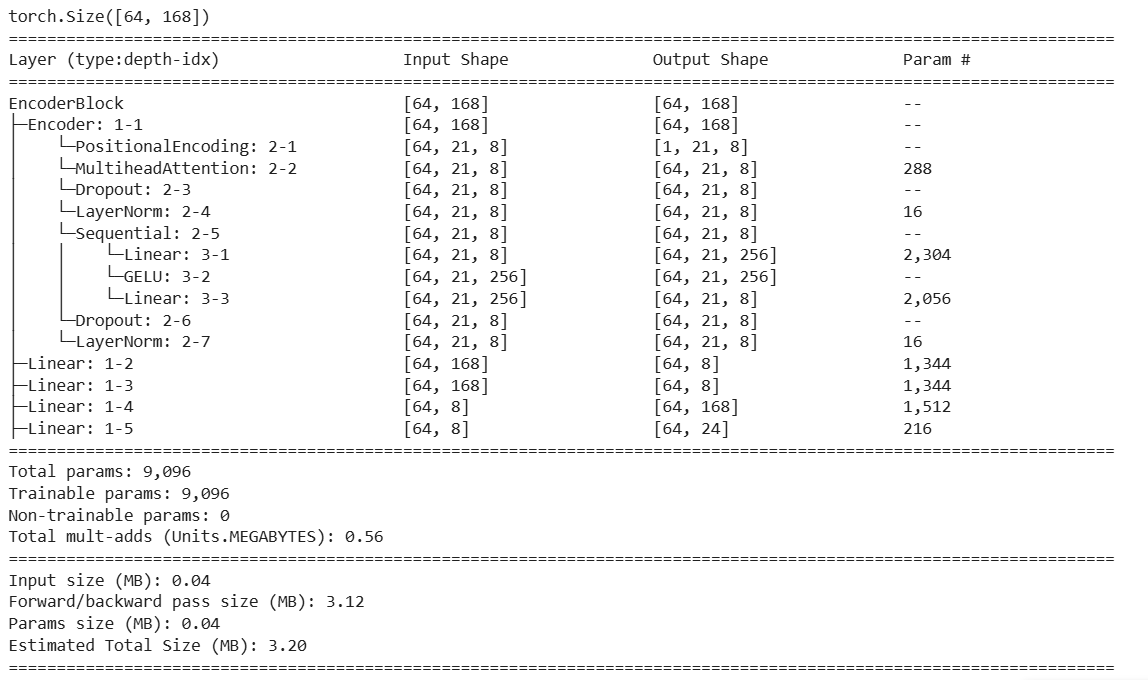 torch.Size([64, 168])
===================================================================================================================
Layer (type:depth-idx)                   Input Shape               Output Shape              Param #
===================================================================================================================
EncoderBlock                             [64, 168]                 [64, 168]                 --
├─Encoder: 1-1                           [64, 168]                 [64, 168]                 --
│    └─PositionalEncoding: 2-1           [64, 21, 8]               [1, 21, 8]                --
│    └─MultiheadAttention: 2-2           [64, 21, 8]               [64, 21, 8]               288
│    └─Dropout: 2-3                      [64, 21, 8]               [64, 21, 8]               --
│    └─LayerNorm: 2-4                    [64, 21, 8]               [64, 21, 8]               16
│    └─Sequential: 2-5                   [64, 21, 8]               [64, 21, 8]               --
│    │    └─Linear: 3-1                  [64, 21, 8]               [64, 21, 256]             2,304
│    │    └─GELU: 3-2                    [64, 21, 256]             [64, 21, 256]             --
│    │    └─Linear: 3-3                  [64, 21, 256]             [64, 21, 8]               2,056
│    └─Dropout: 2-6                      [64, 21, 8]               [64, 21, 8]               --
│    └─LayerNorm: 2-7                    [64, 21, 8]               [64, 21, 8]               16
├─Linear: 1-2                            [64, 168]                 [64, 8]                   1,344
├─Linear: 1-3                            [64, 168]                 [64, 8]                   1,344
├─Linear: 1-4                            [64, 8]                   [64, 168]                 1,512
├─Linear: 1-5                            [64, 8]                   [64, 24]                  216
===================================================================================================================
Total params: 9,096
Trainable params: 9,096
Non-trainable params: 0
Total mult-adds (Units.MEGABYTES): 0.56
===================================================================================================================
Input size (MB): 0.04
Forward/backward pass size (MB): 3.12
Params size (MB): 0.04
Estimated Total Size (MB): 3.20
===================================================================================================================